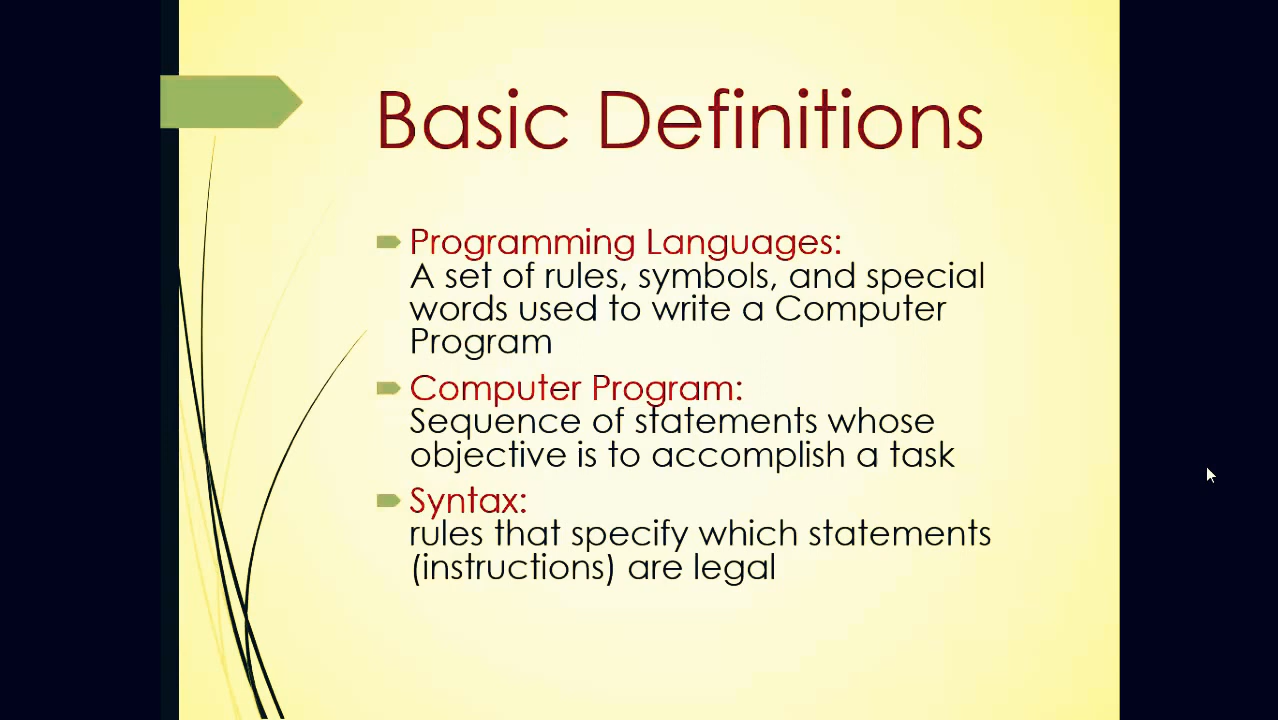 Basic Definitions
Programming Languages:
A set of rules, symbols, and special
words used to write a Computer
Program
Computer Program:
Sequence of statements whose
objective is to accomplish a task
Syntax:
rules that specify which statements
(instructions) are legal